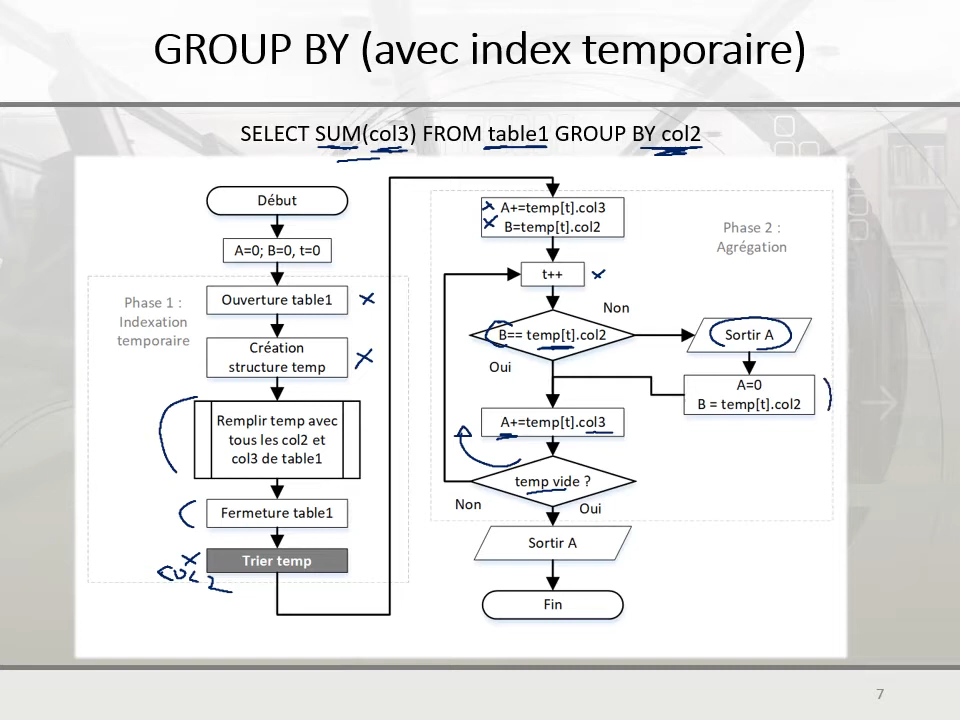 GROUP BY (avec index temporaire)
SELECT SUM(col3) FROM table1 GROUP BY col2
Début
A=0; B=0, t=0
Phase 1 :
Indexation
temporaire
Ouverture table1
Création
structure temp
Remplir temp avec
tous les col2 et
col3 de table1
Fermeture table1
Trier temp
COL2
A+=temp[t].col3
B=temp[t].col2
Phase 2 :
Agrégation
t++
Non
B== temp[t].col2
Sortir A
Oui
A=0
B = temp[t].col2
A+=temp[t].col3
temp vide ?
Non
Oui
Sortir A
Fin
7